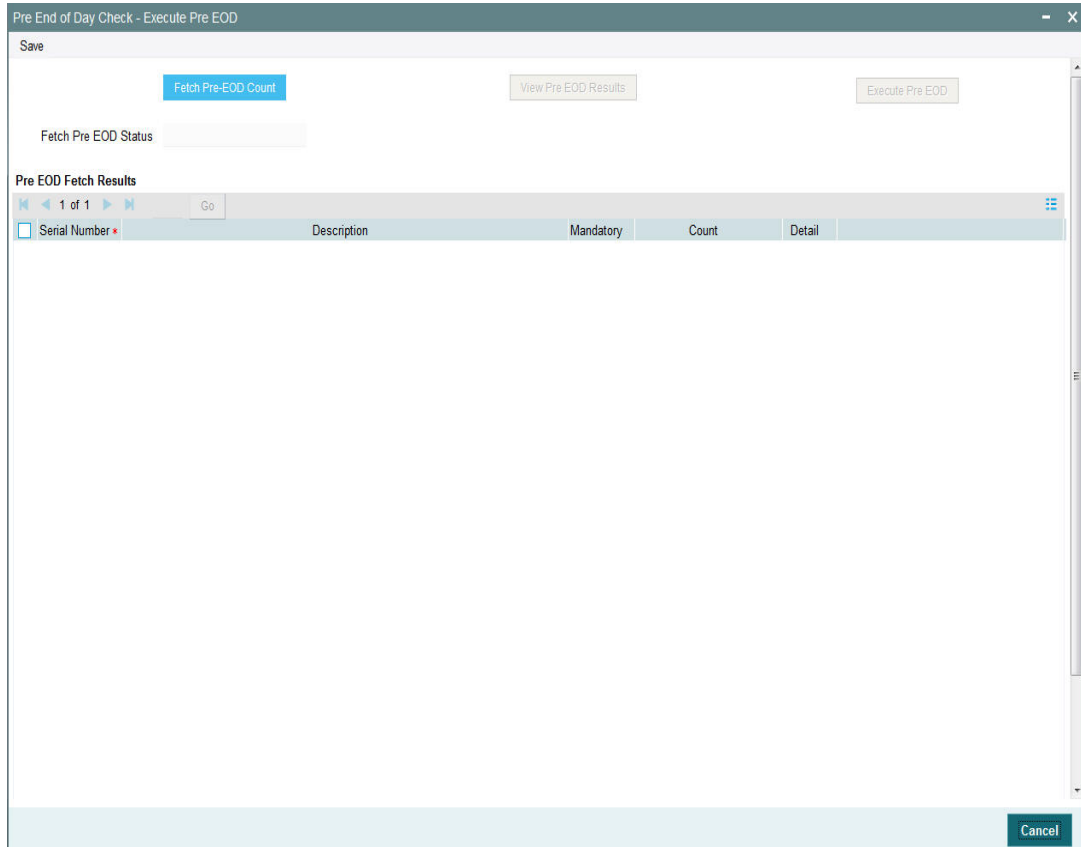 Pre End of Day Check - Execute Pre EOD
Save
Fetch Pre-EOD Count View Pre EOD Results Execute Pre EOD
Fetch Pre EOD Status
Pre EOD Fetch Results
1 of 1 Go
Serial Number * Description Mandatory Count Detail
Cancel